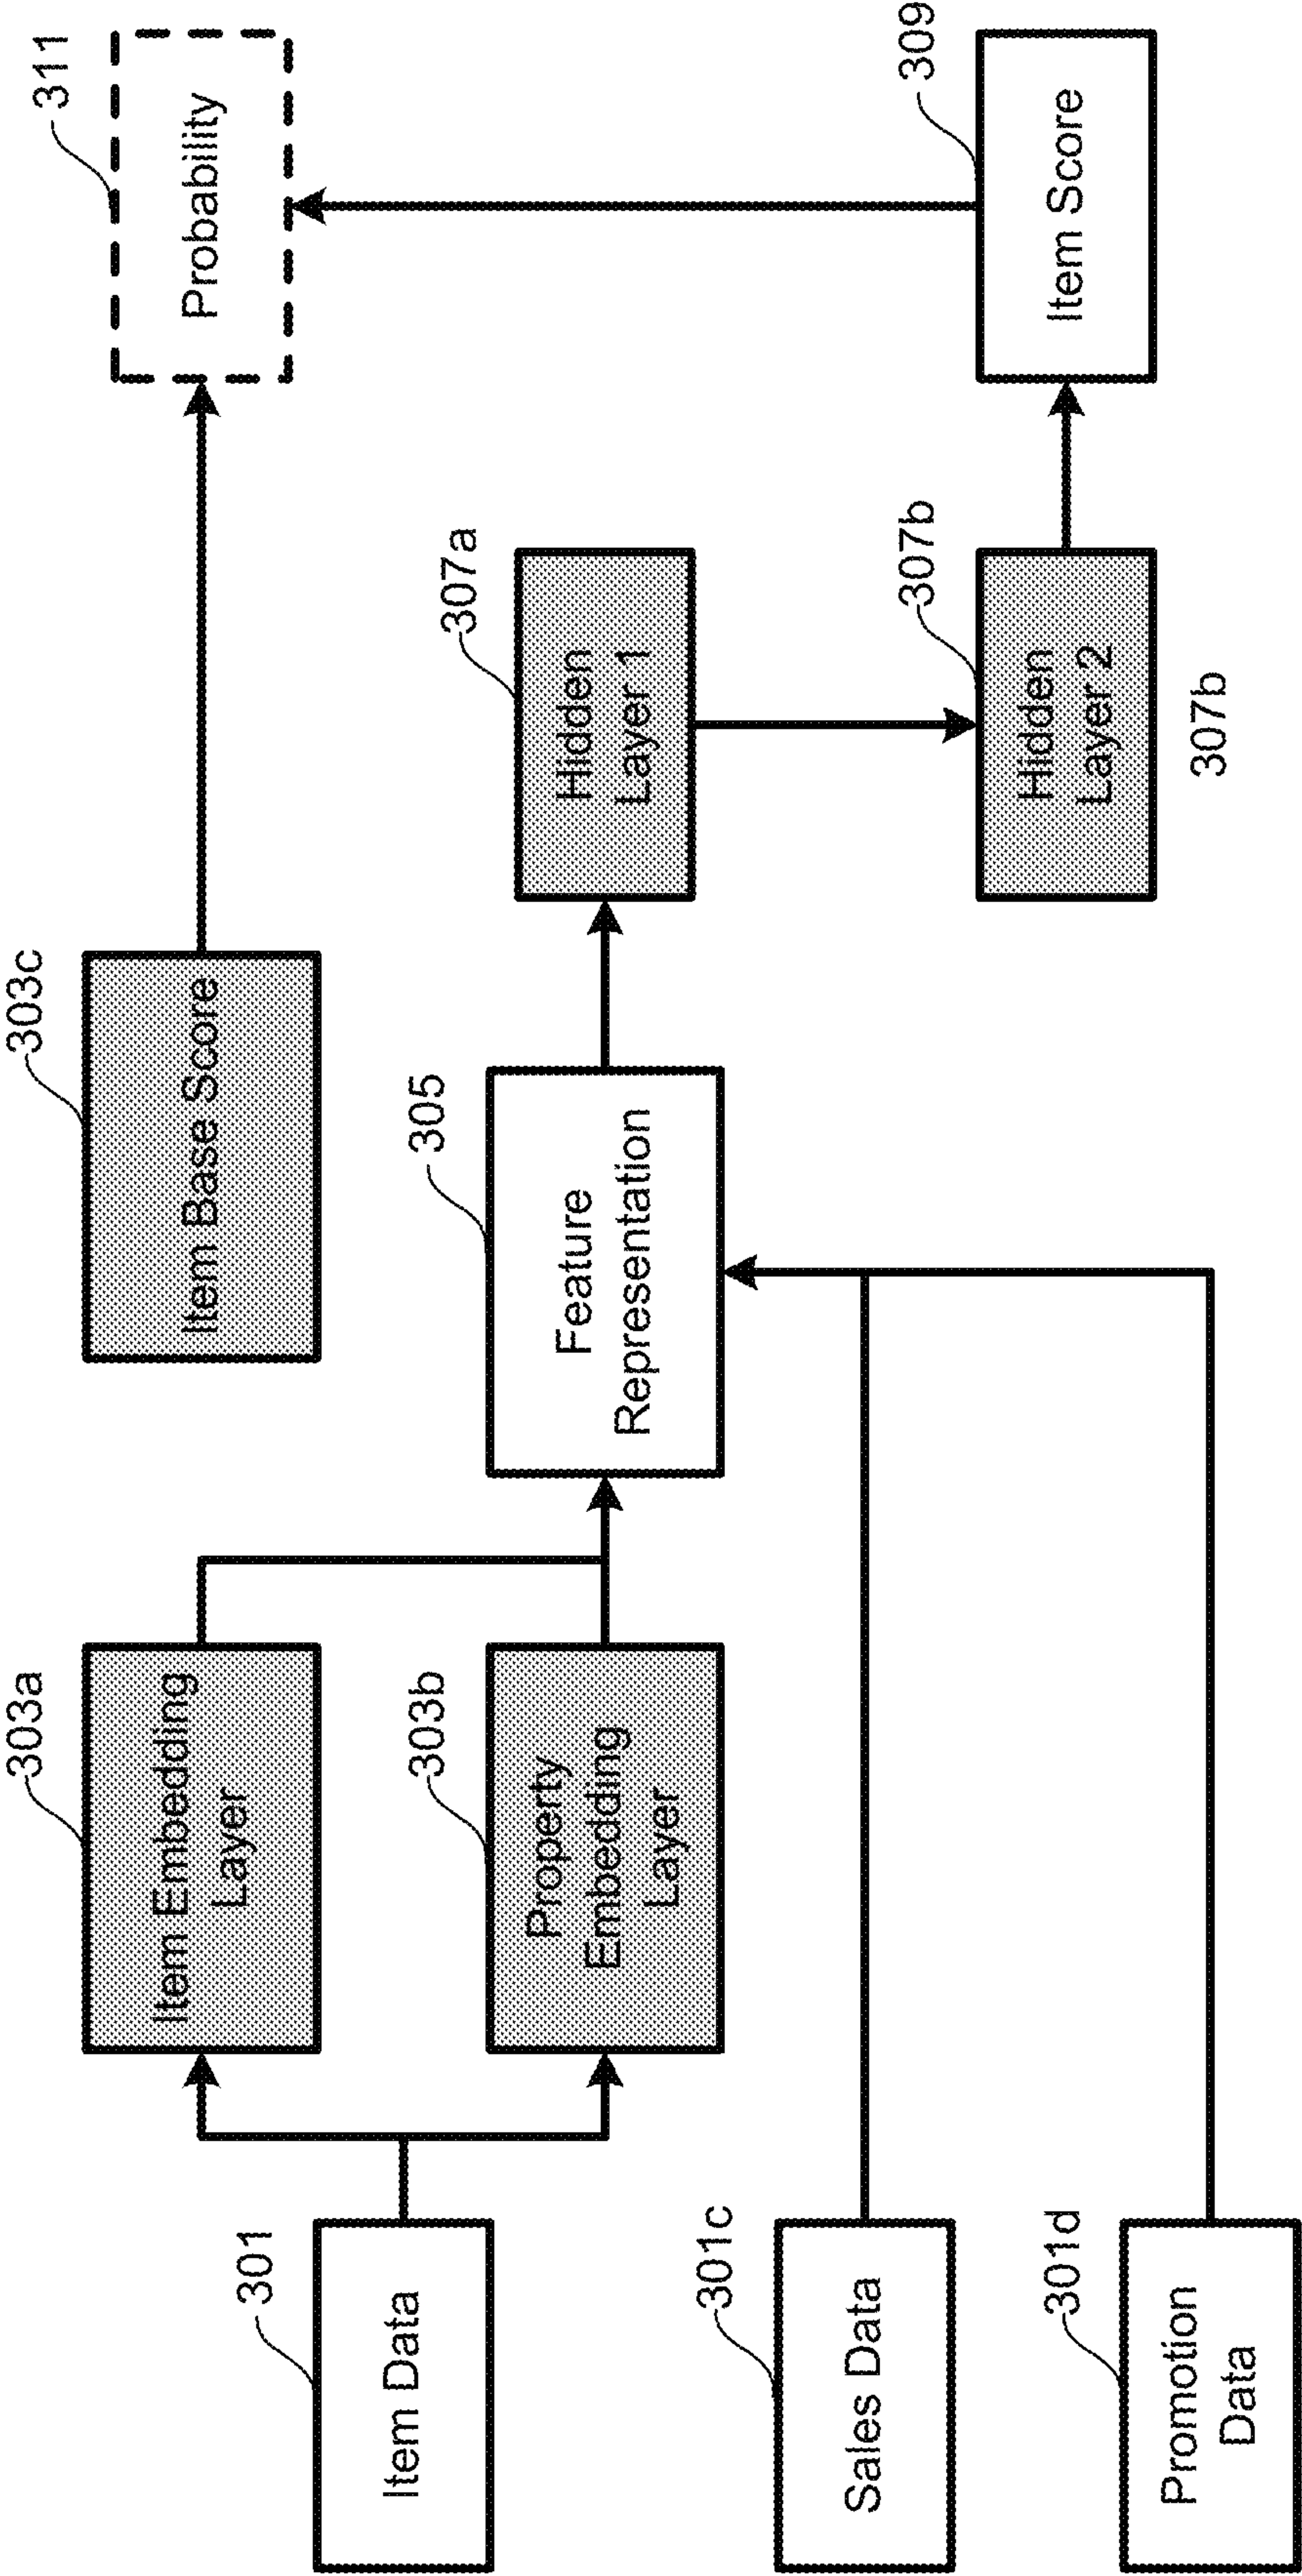 301
Item Data
301c
Sales Data
301d
Promotion
Data
303a
Item Embedding
Layer
303b
Property
Embedding
Layer
303c
Item Base Score
305
Feature
Representation
307a
Hidden
Layer 1
307b
Hidden
Layer 2
307b
309
Item Score
311
Probability